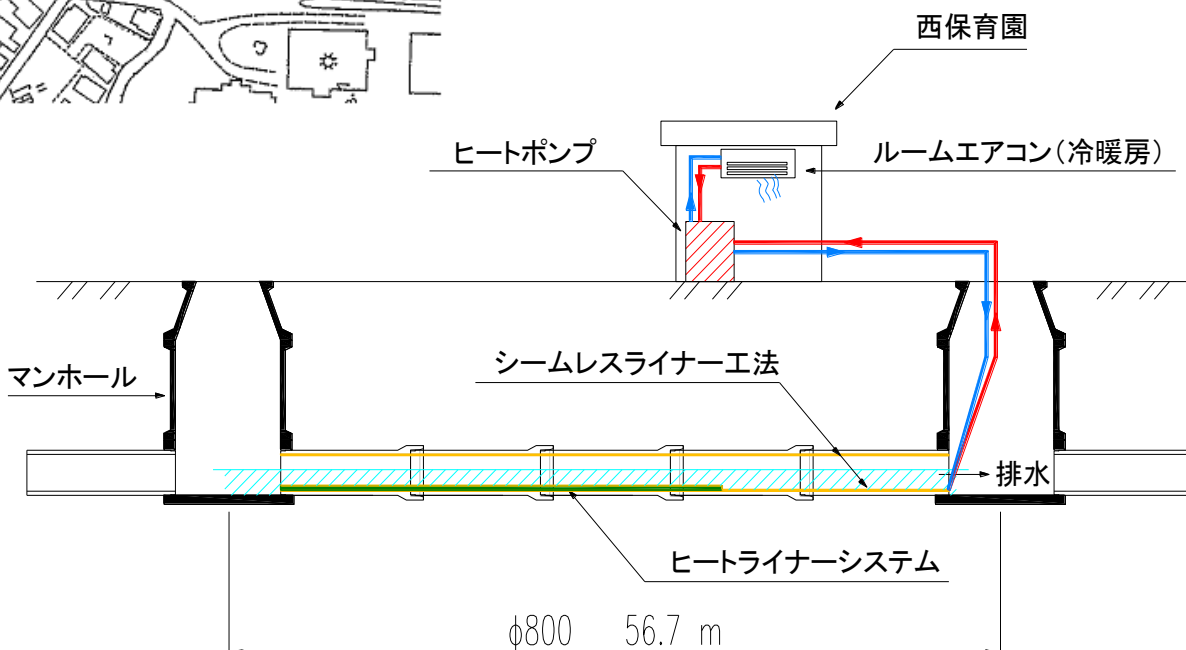 西保育園
ヒートポンプ
ルームエアコン（冷暖房）
マンホール
シームレスライナー工法
排水
ヒートライナーシステム
φ800 56.7 m